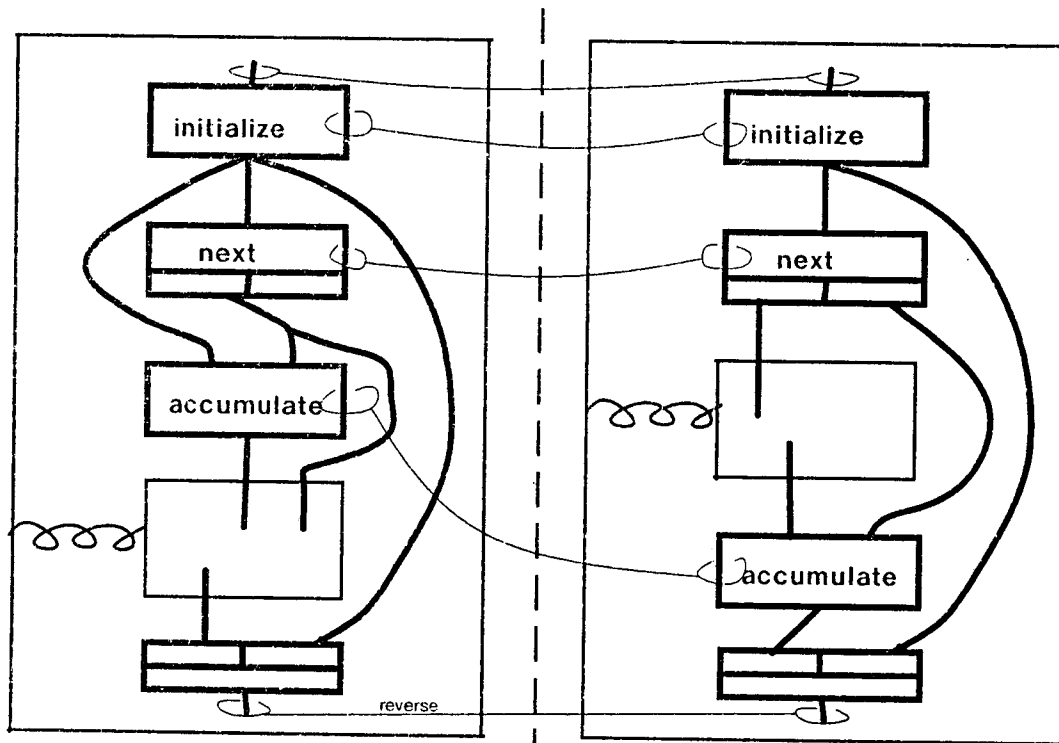 initialize
next
accumulate
reverse
initialize
next
accumulate